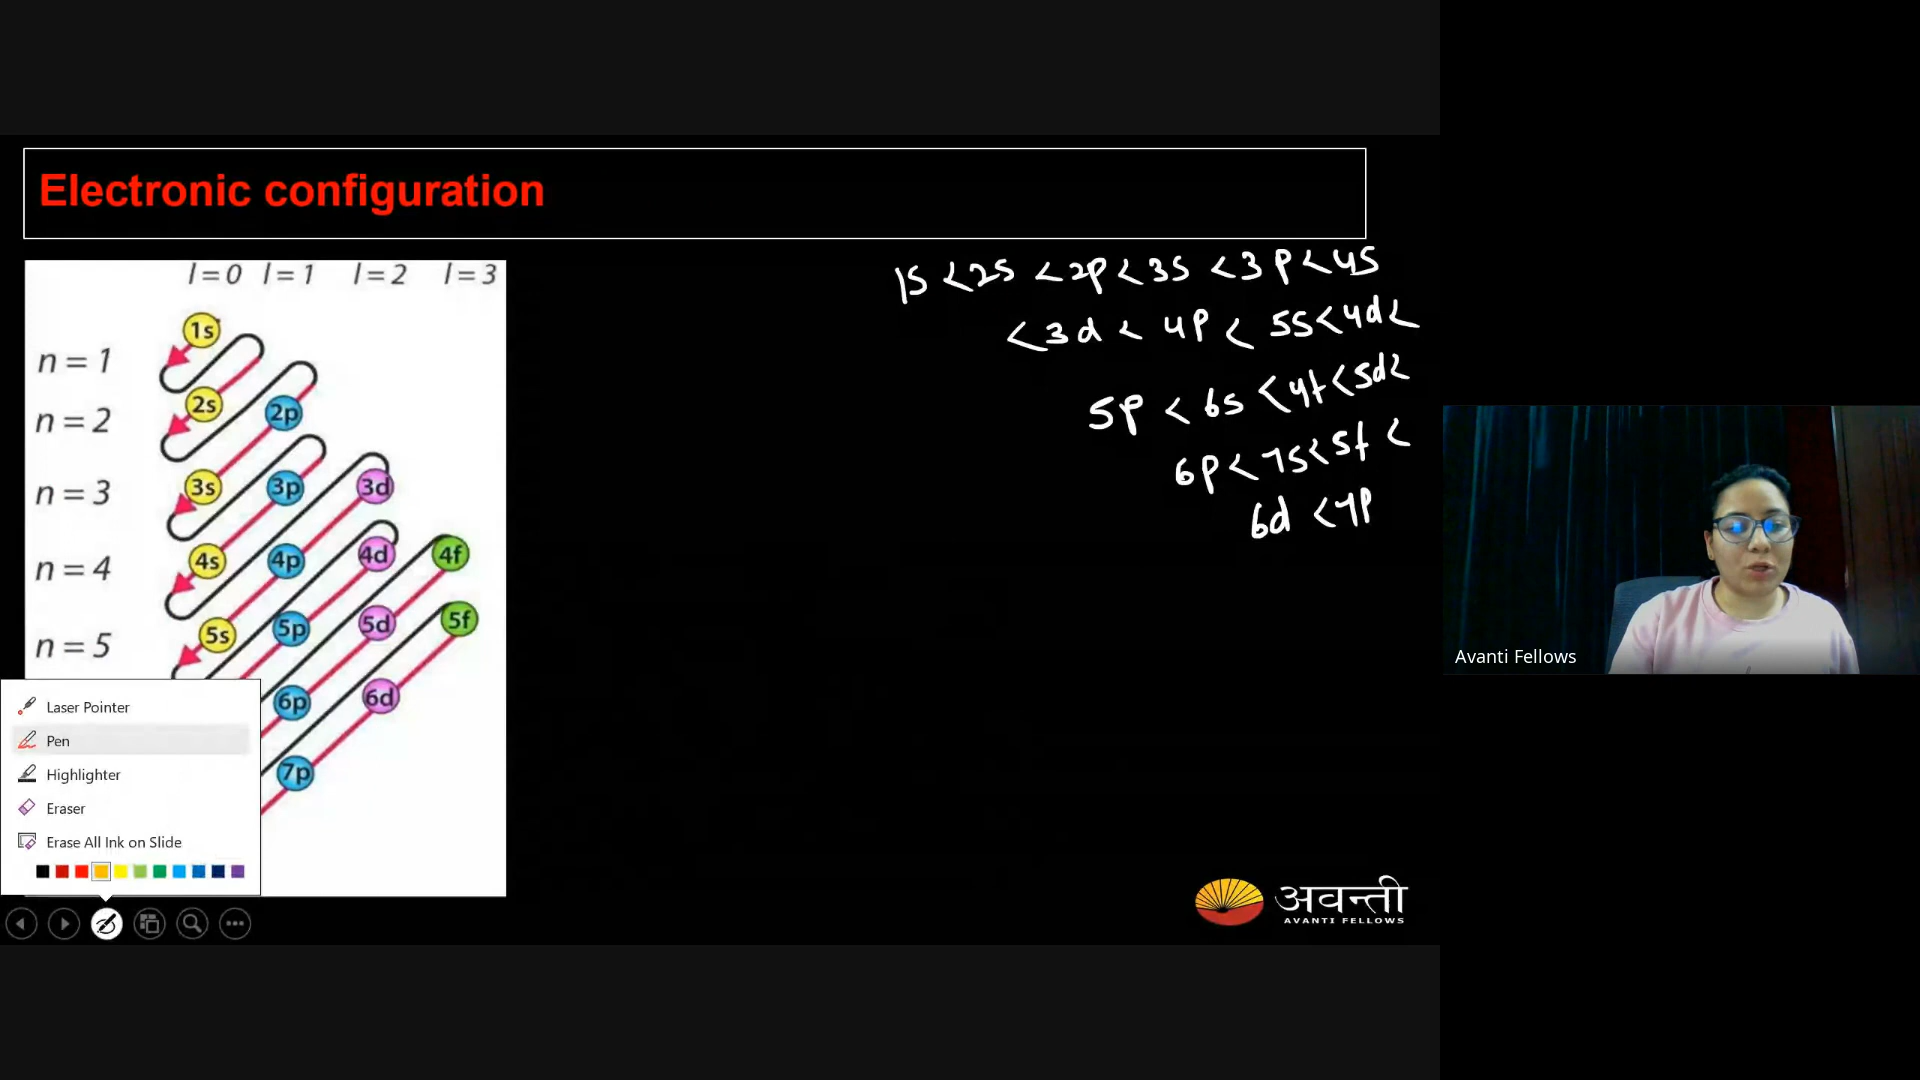 Electronic configuration
l = 0 l = 1 l = 2 l = 3
1s
n = 1
2s 2p
n = 2
3s 3p 3d
n = 3
4s 4p 4d 4f
n = 4
5s 5p 5d 5f
n = 5
6p 6d
7p
1s < 2s < 2p < 3s < 3p < 4s
< 3d < 4p < 5s < 4d <
5p < 6s < 4f < 5d <
6p < 7s < 5f <
6d < 7p
Laser Pointer
Pen
Highlighter
Eraser
Erase All Ink on Slide
अवन्ती
AVANTI FELLOWS
Avanti Fellows